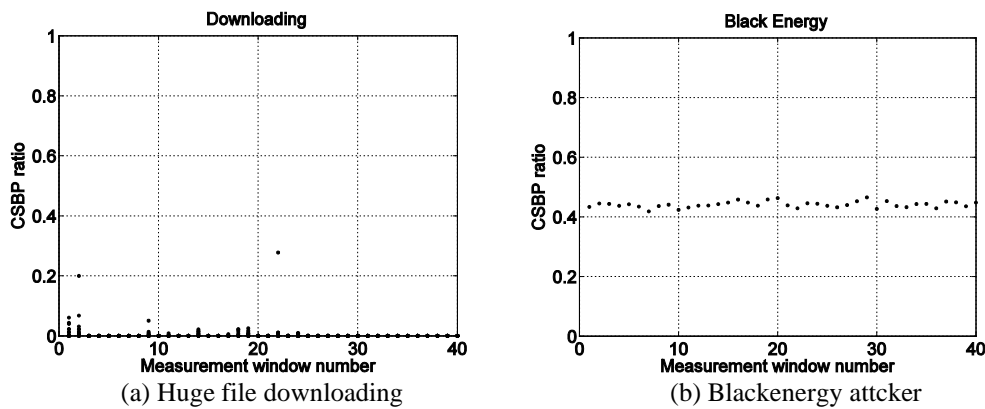 Downloading
1
0.8
0.6
0.4
0.2
0
CSBP ratio
0 10 20 30 40
Measurement window number
(a) Huge file downloading
Black Energy
1
0.8
0.6
0.4
0.2
0
CSBP ratio
0 10 20 30 40
Measurement window number
(b) Blackenergy attcker